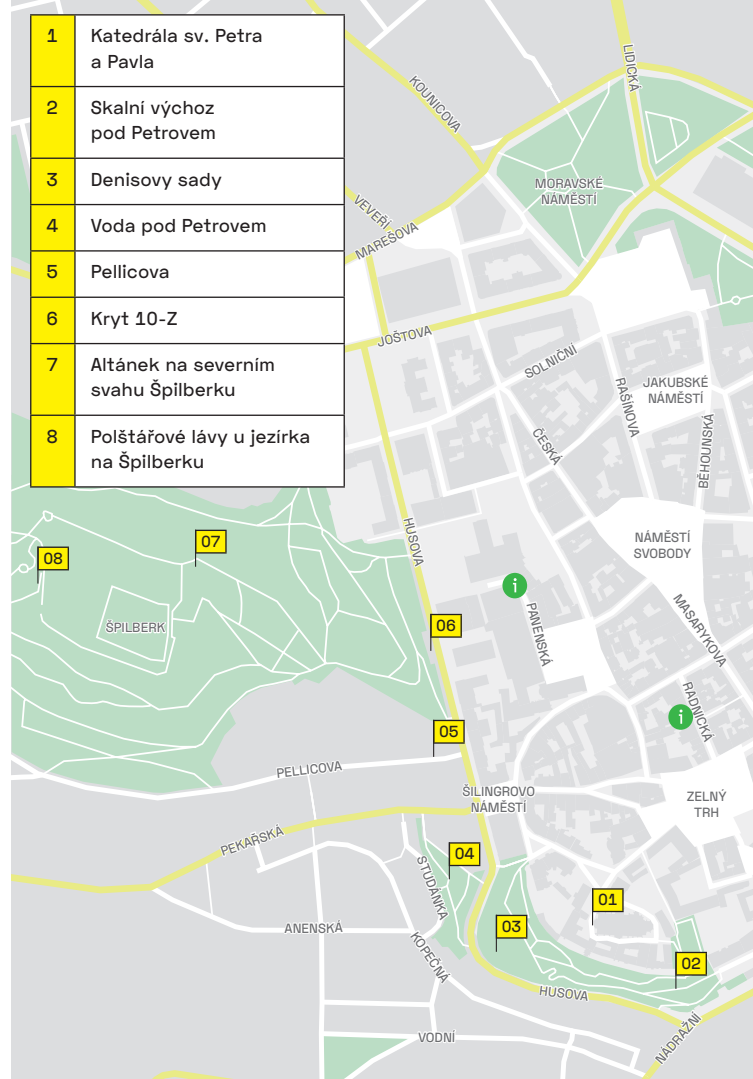 1 Katedrála sv. Petra
a Pavla
2 Skalní výchoz
pod Petrovem
3 Denisovy sady
4 Voda pod Petrovem
5 Pellicova
6 Kryt 10-Z
7 Altánek na severním
svahu Špilberku
8 Polštářové lávy u jezírka
na Špilberku
LIDICKÁ
KOUNICOVA
MORAVSKÉ
NÁMĚSTÍ
VEVEŘÍ
MAREŠOVA
JOŠTOVA
SOLNIČNÍ
RAŠÍNOVA
JAKUBSKÉ
NÁMĚSTÍ
ČESKÁ
BĚHOUNSKÁ
HUSOVA
07
08
NÁMĚSTÍ
SVOBODY
i
PANENSKÁ
MASARYKOVA
ŠPILBERK
06
RADNICKÁ
i
05
PELLICOVA
ŠILINGROVO
NÁMĚSTÍ
ZELNÝ
TRH
PEKAŘSKÁ
04
STUDÁNKA
01
ANENSKÁ
03
KOPEČNÁ
02
HUSOVA
VODNÍ
NÁDRAŽNÍ